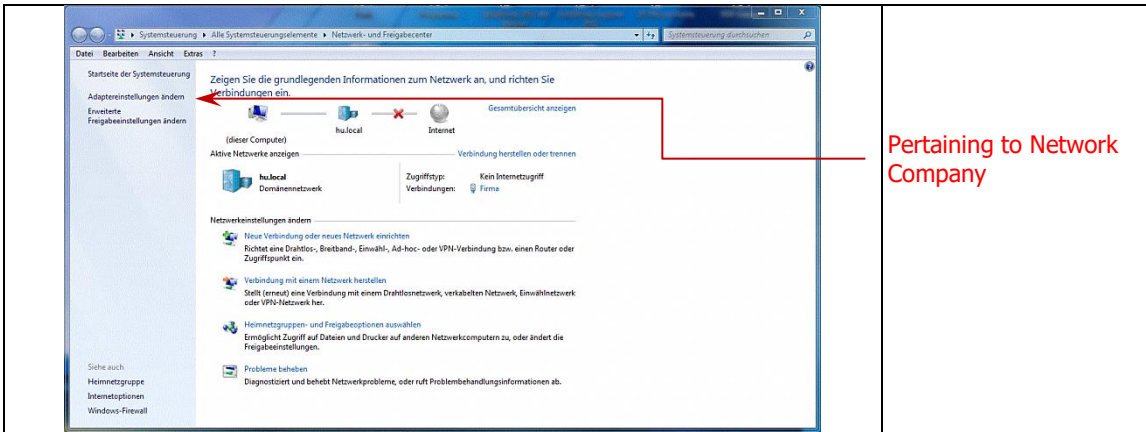 Systemsteuerung ▸ Alle Systemsteuerungselemente ▸ Netzwerk- und Freigabecenter
Systemsteuerung durchsuchen
Datei Bearbeiten Ansicht Extras ?
Startseite der Systemsteuerung
Adaptereinstellungen ändern
Erweiterte
Freigabeeinstellungen ändern
Zeigen Sie die grundlegenden Informationen zum Netzwerk an, und richten Sie
Verbindungen ein.
Gesamtübersicht anzeigen
hu.local Internet
(dieser Computer)
Aktive Netzwerke anzeigen Verbindung herstellen oder trennen
hu.local Zugriffstyp: Kein Internetzugriff
Domänennetzwerk Verbindungen: Firma
Netzwerkeinstellungen ändern
Neue Verbindung oder neues Netzwerk einrichten
Richtet eine Drahtlos-, Breitband-, Einwähl-, Ad-hoc- oder VPN-Verbindung bzw. einen Router oder
Zugriffspunkt ein.
Verbindung mit einem Netzwerk herstellen
Stellt (erneut) eine Verbindung mit einem Drahtlosnetzwerk, verkabelten Netzwerk, Einwählnetzwerk
oder VPN-Netzwerk her.
Heimnetzgruppen- und Freigabeoptionen auswählen
Ermöglicht Zugriff auf Dateien und Drucker auf anderen Netzwerkcomputern zu, oder ändert die
Freigabeeinstellungen.
Probleme beheben
Diagnostiziert und behebt Netzwerkprobleme, oder ruft Problembehandlungsinformationen ab.
Siehe auch
Heimnetzgruppe
Internetoptionen
Windows-Firewall
Pertaining to Network
Company